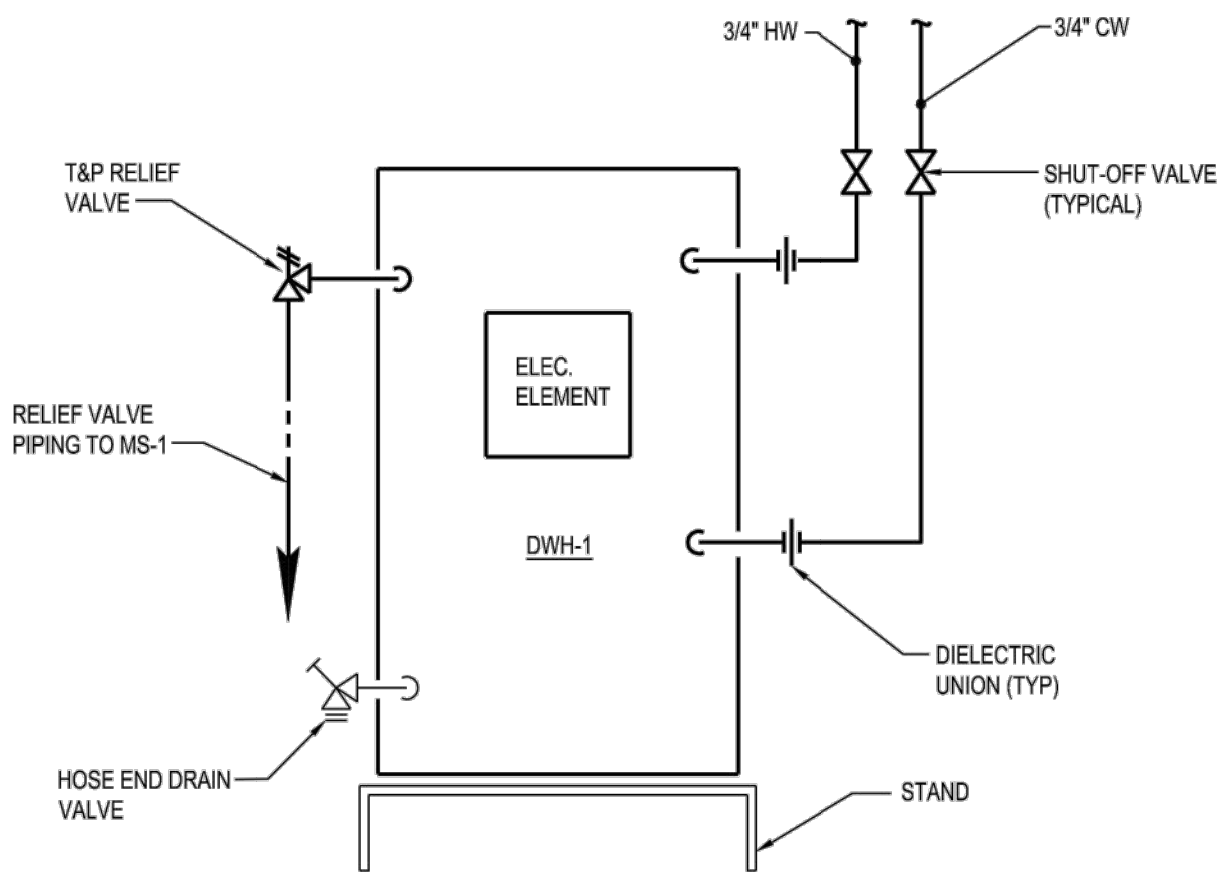 3/4" HW
3/4" CW
T&P RELIEF
VALVE
SHUT-OFF VALVE
(TYPICAL)
ELEC.
ELEMENT
RELIEF VALVE
PIPING TO MS-1
DWH-1
DIELECTRIC
UNION (TYP)
HOSE END DRAIN
VALVE
STAND